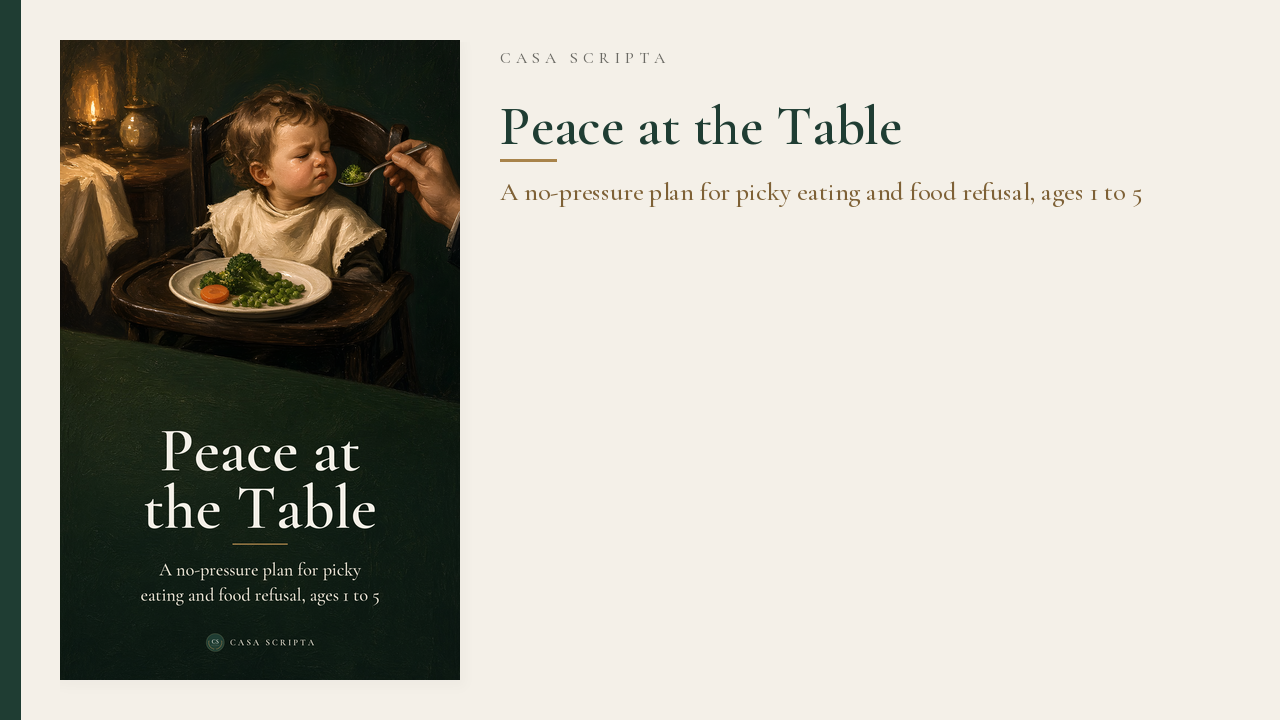 CASA SCRIPTA
Peace at the Table
A no-pressure plan for picky eating and food refusal, ages 1 to 5
Peace at
the Table
A no-pressure plan for picky
eating and food refusal, ages 1 to 5
CS CASA SCRIPTA